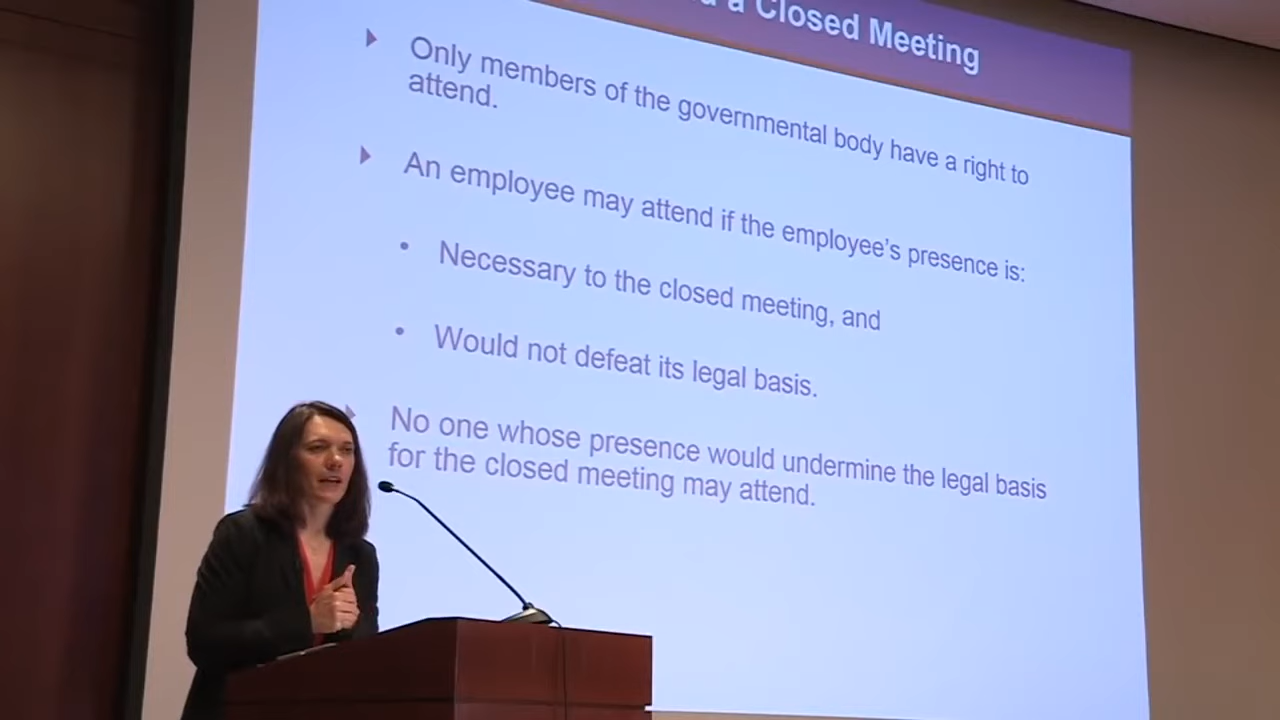 a Closed Meeting
Only members of the governmental body have a right to
attend.
An employee may attend if the employee's presence is:
• Necessary to the closed meeting, and
• Would not defeat its legal basis.
No one whose presence would undermine the legal basis
for the closed meeting may attend.